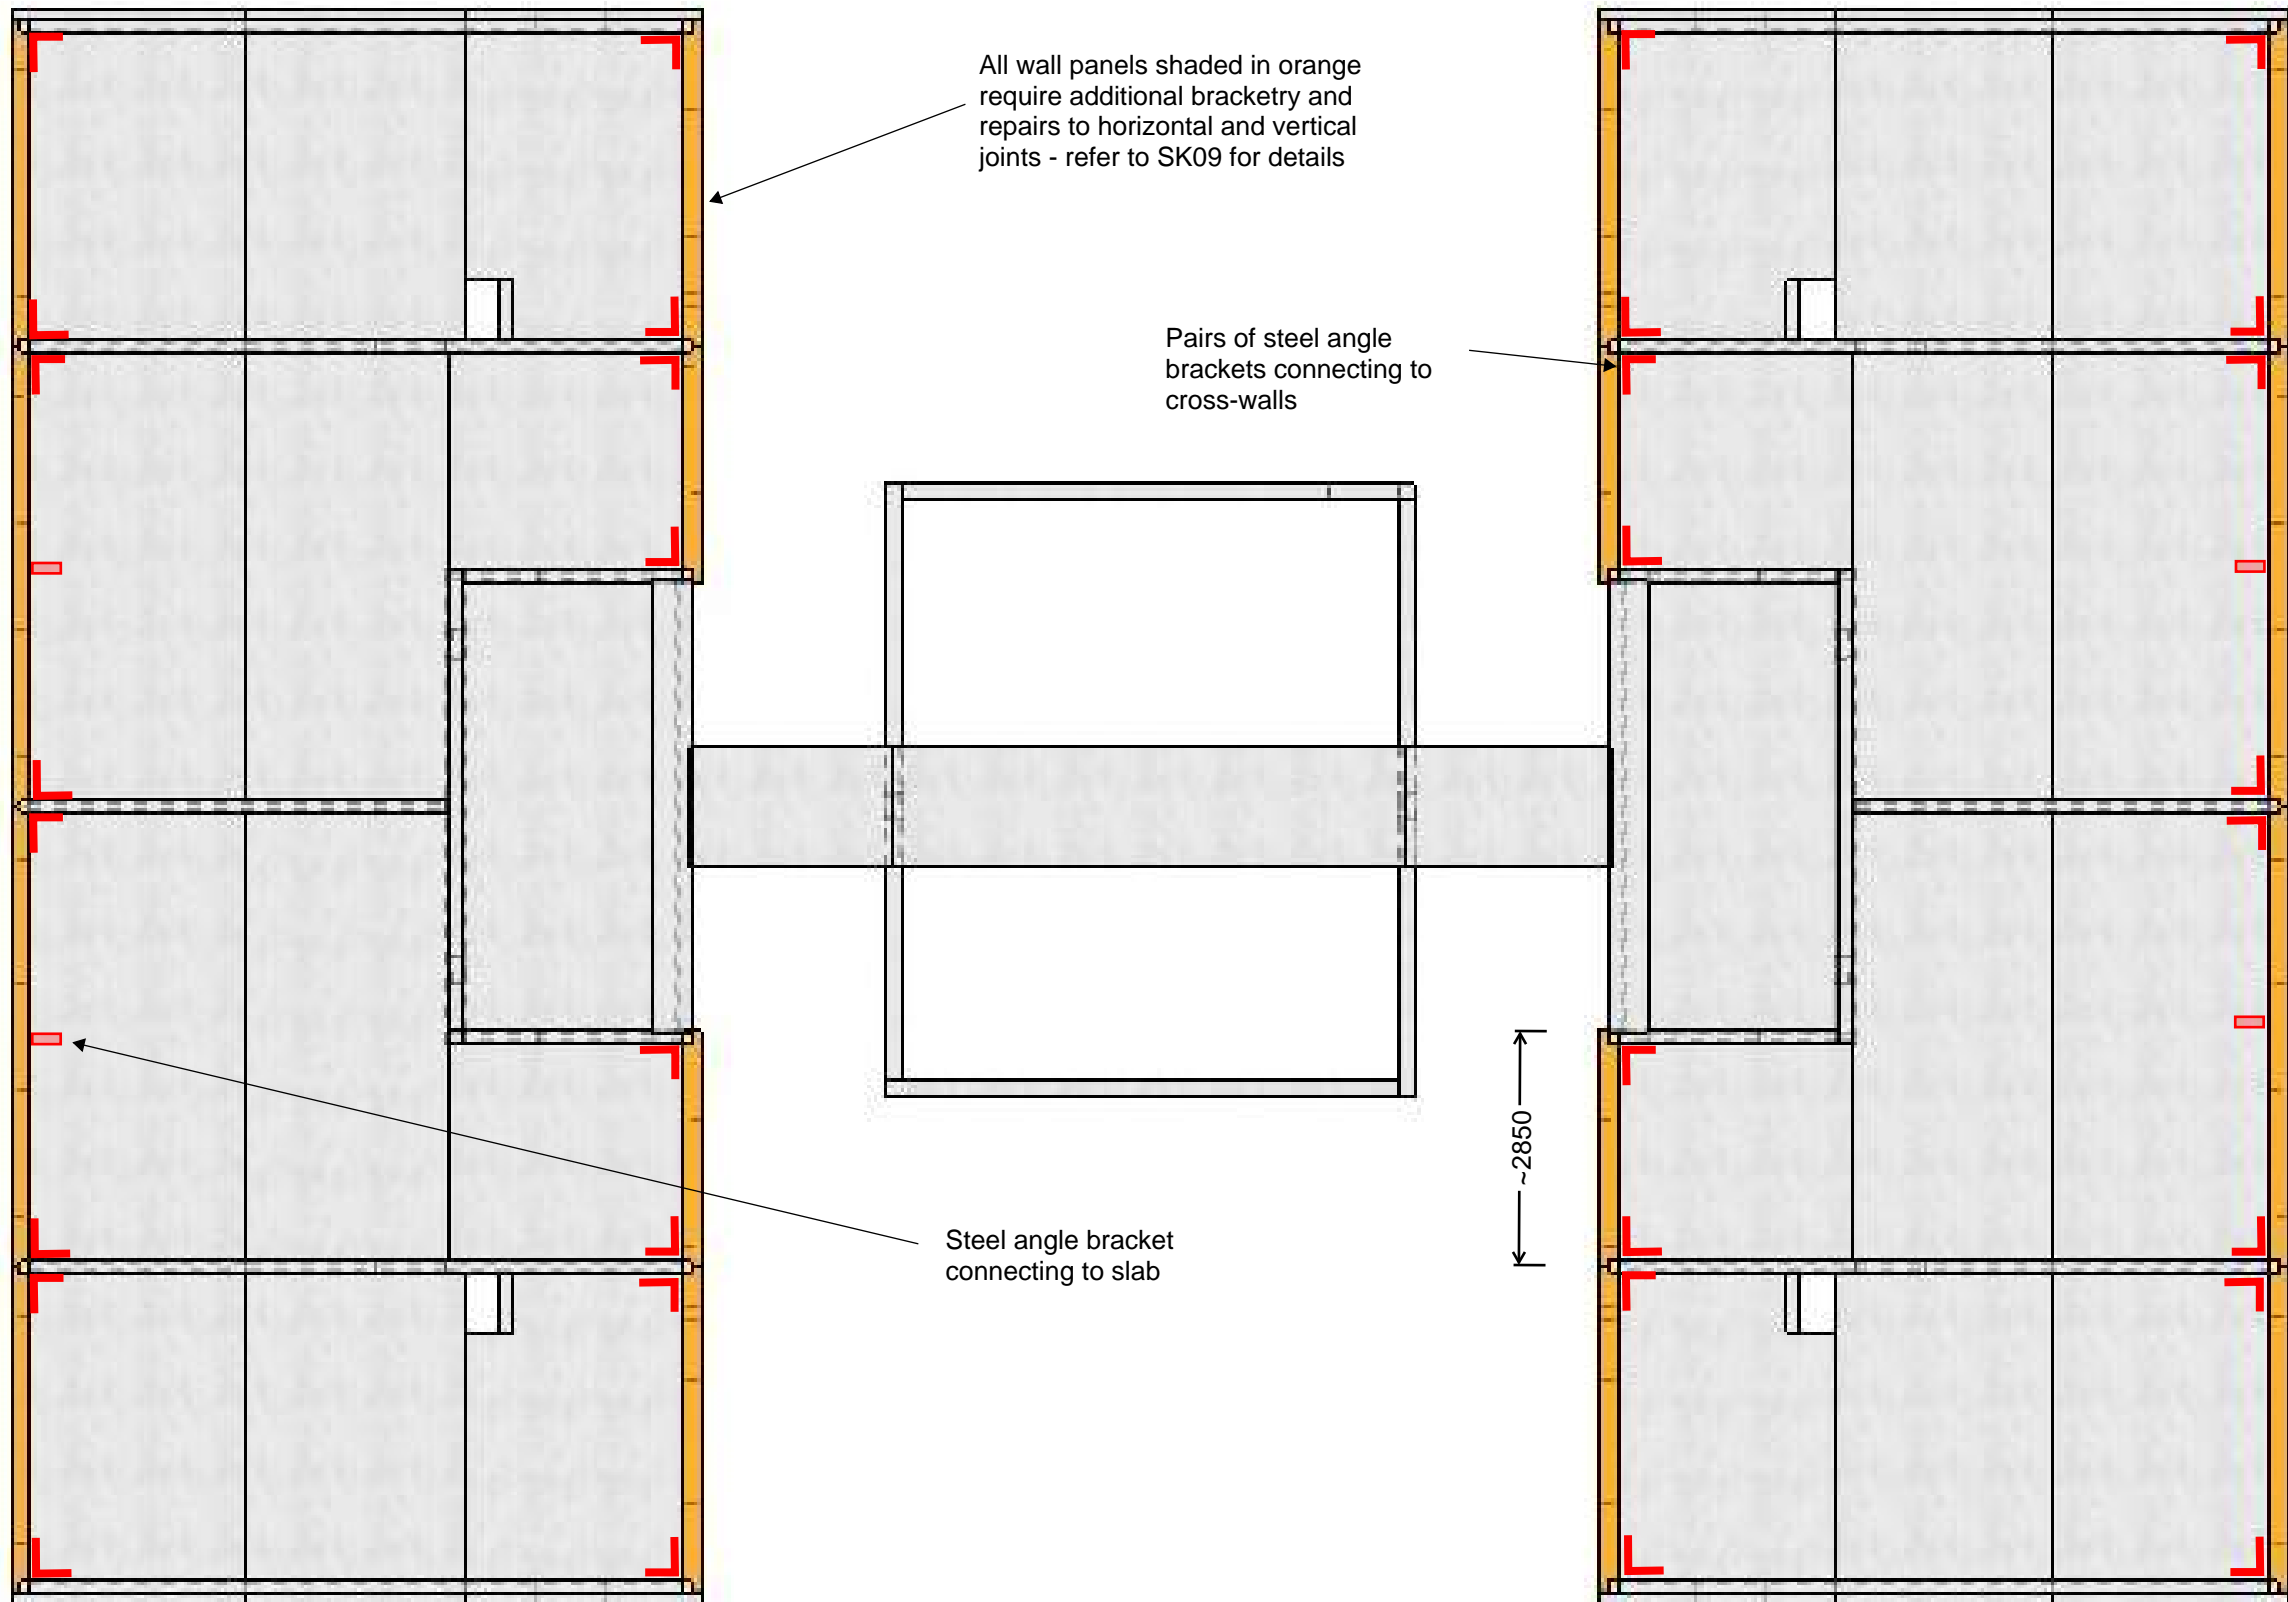 All wall panels shaded in orange
require additional bracketry and
repairs to horizontal and vertical
joints - refer to SK09 for details
Pairs of steel angle
brackets connecting to
cross-walls
~2850
Steel angle bracket
connecting to slab